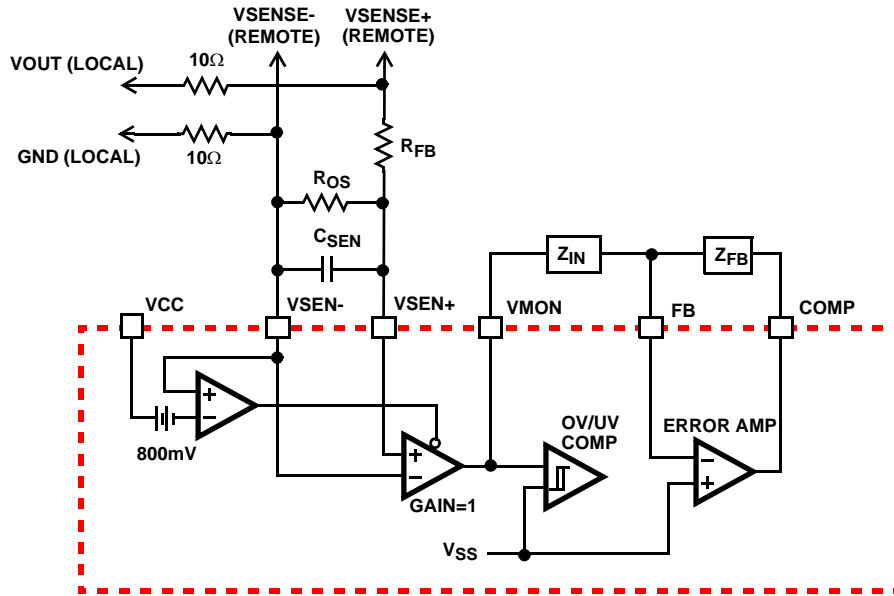 VSENSE-
(REMOTE)
VSENSE+
(REMOTE)
VOUT (LOCAL)
10Ω
GND (LOCAL)
10Ω
RFB
ROS
CSEN
ZIN
ZFB
VCC
VSEN-
VSEN+
VMON
FB
COMP
+
−
800mV
+
−
GAIN=1
OV/UV
COMP
ERROR AMP
−
+
VSS